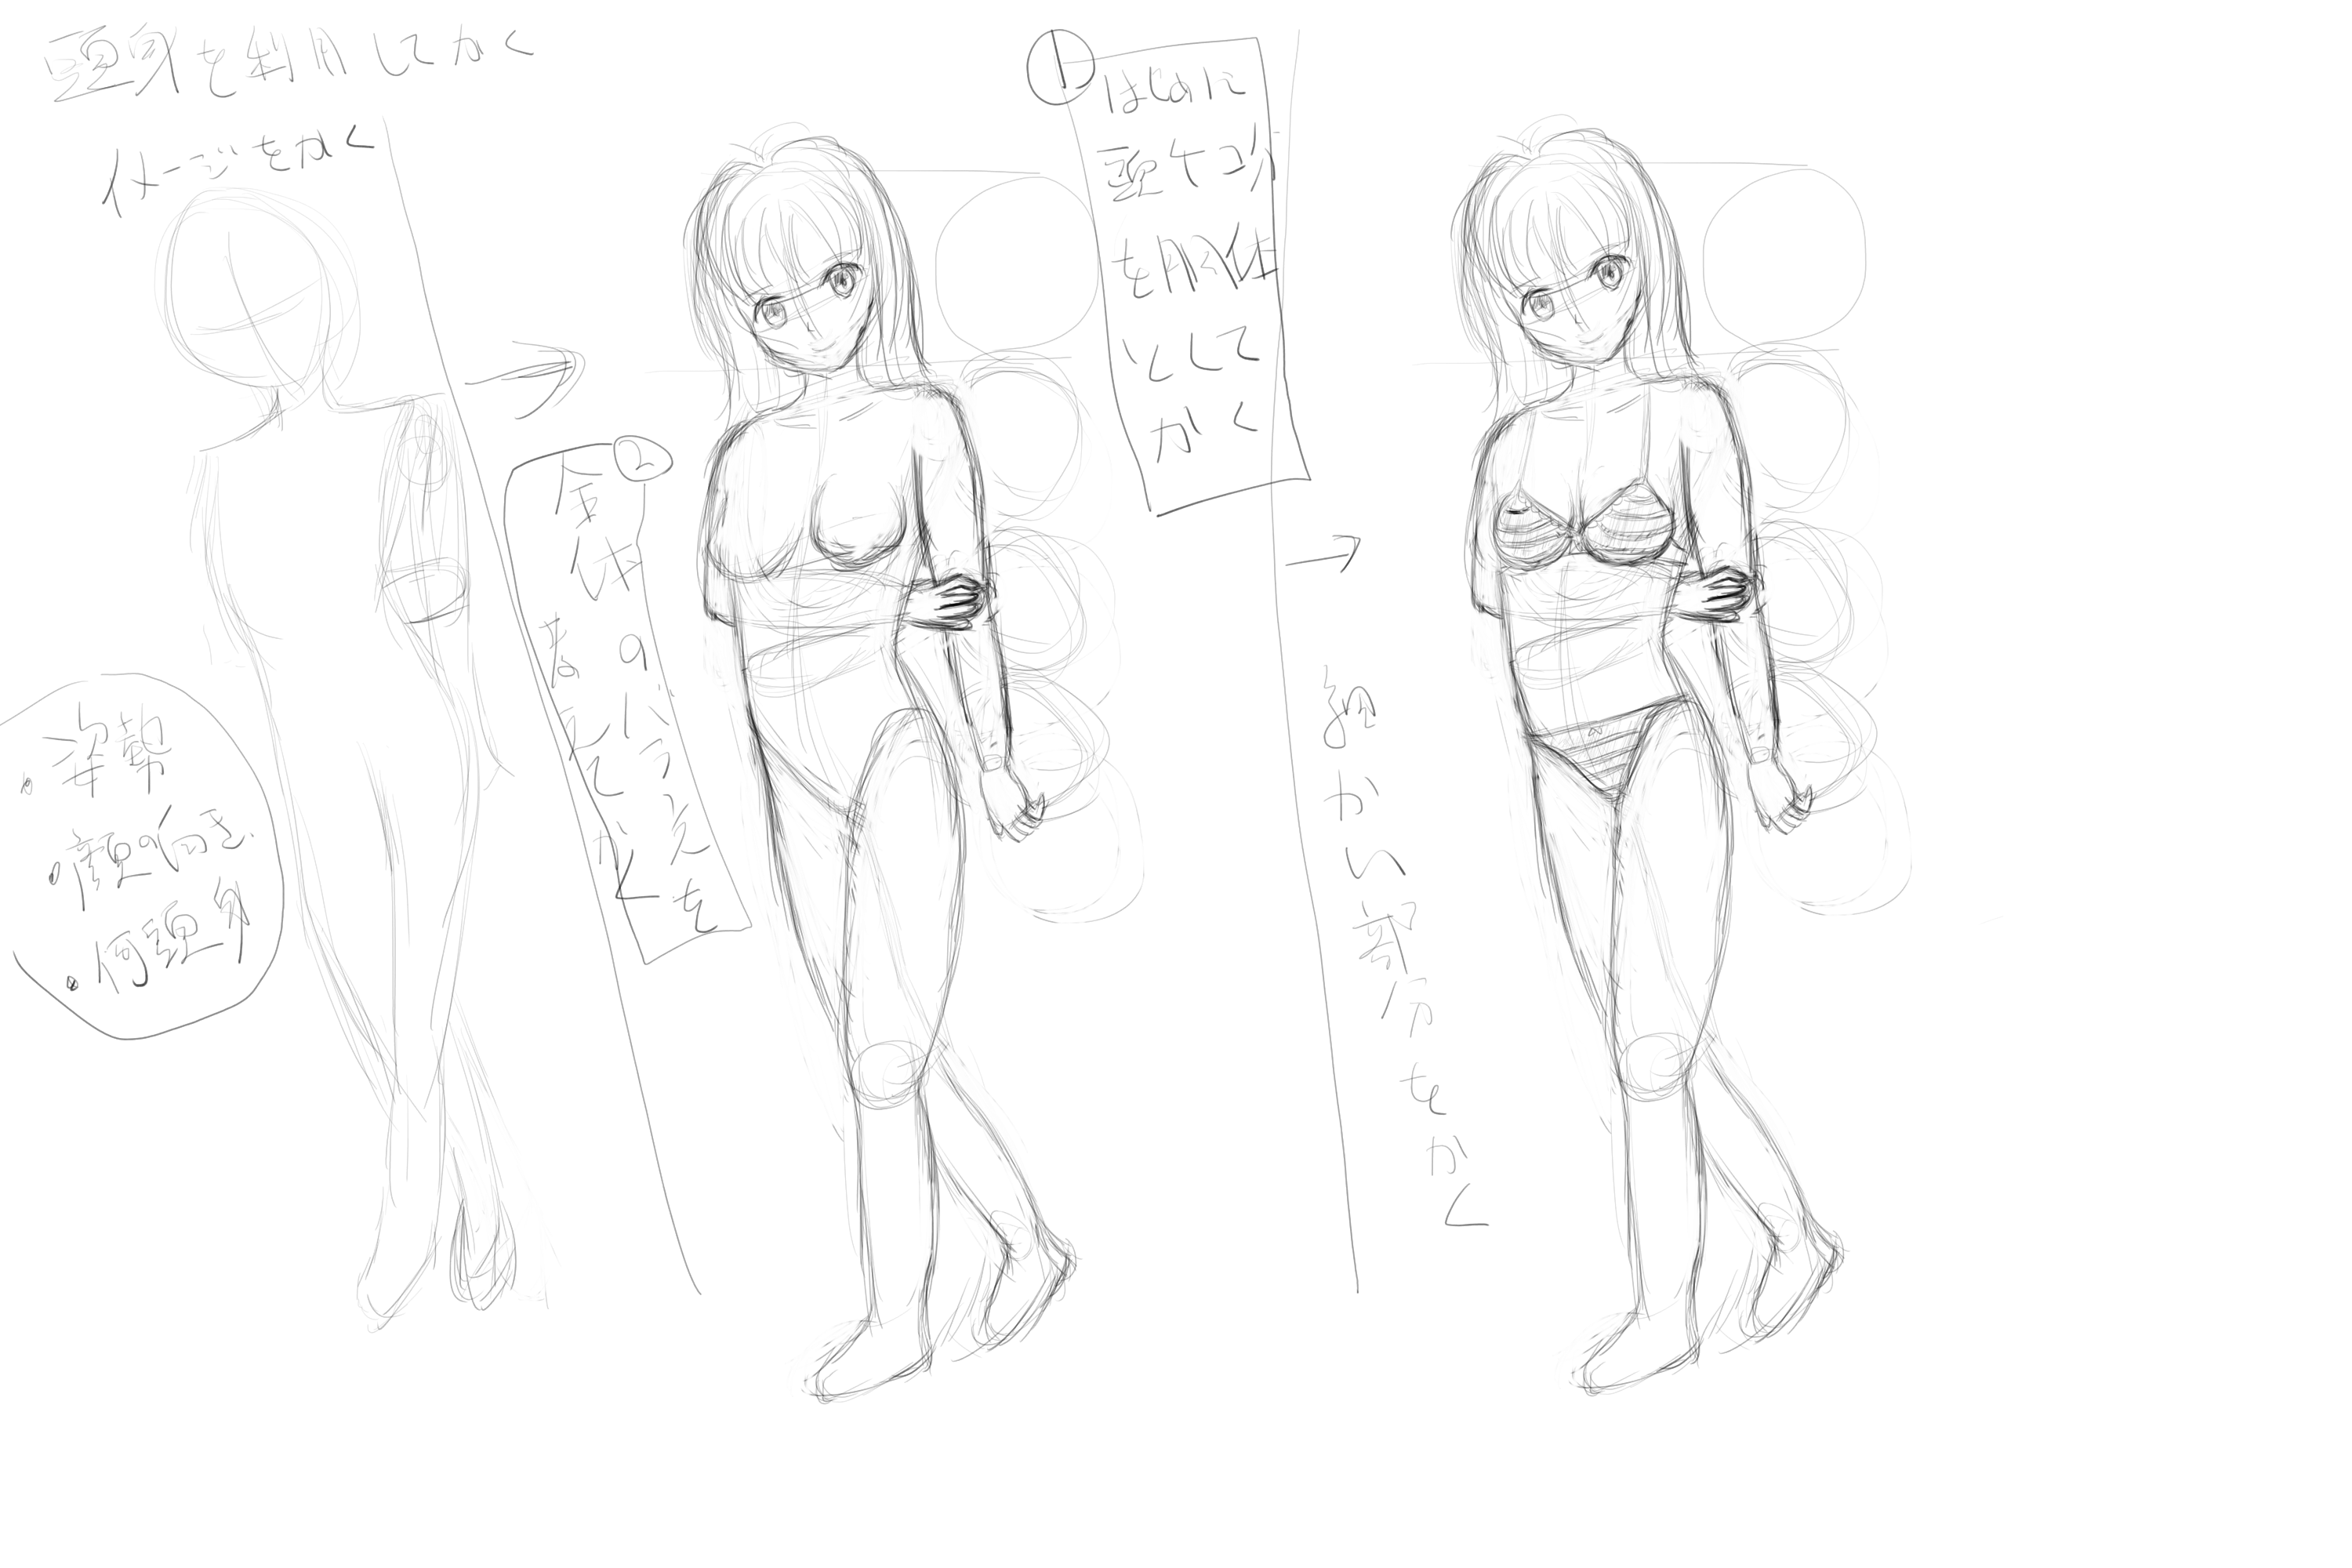 頭身を利用してかく
イメージをかく
・姿勢
・顔の向き
・何頭身
①
はじめに
頭4コ分
を胴体
として
かく
②
全体のバランスを
考えてかく
細かい部分をかく